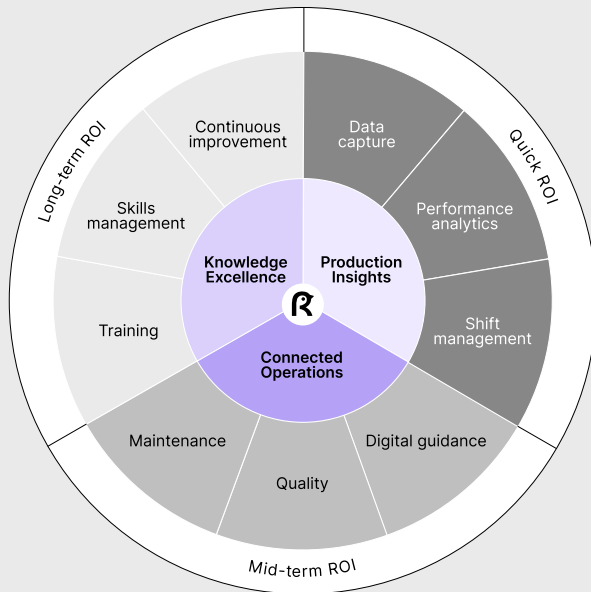 Quick ROI
Data
capture
Performance
analytics
Shift
management
Production
Insights
Mid-term ROI
Digital guidance
Quality
Maintenance
Connected
Operations
Long-term ROI
Training
Skills
management
Continuous
improvement
Knowledge
Excellence
R